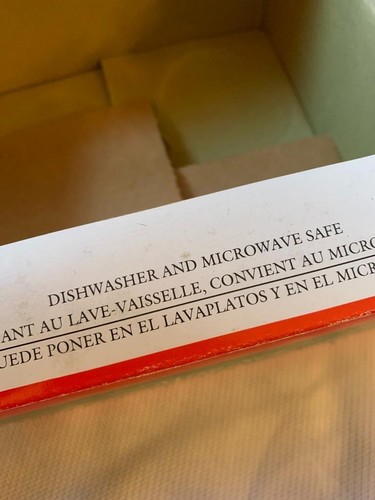 DISHWASHER AND MICROWAVE SAFE
AU LAVE-VAISSELLE, CONVIENT AU
PONER EN EL LAVAPLATOS Y EN EL